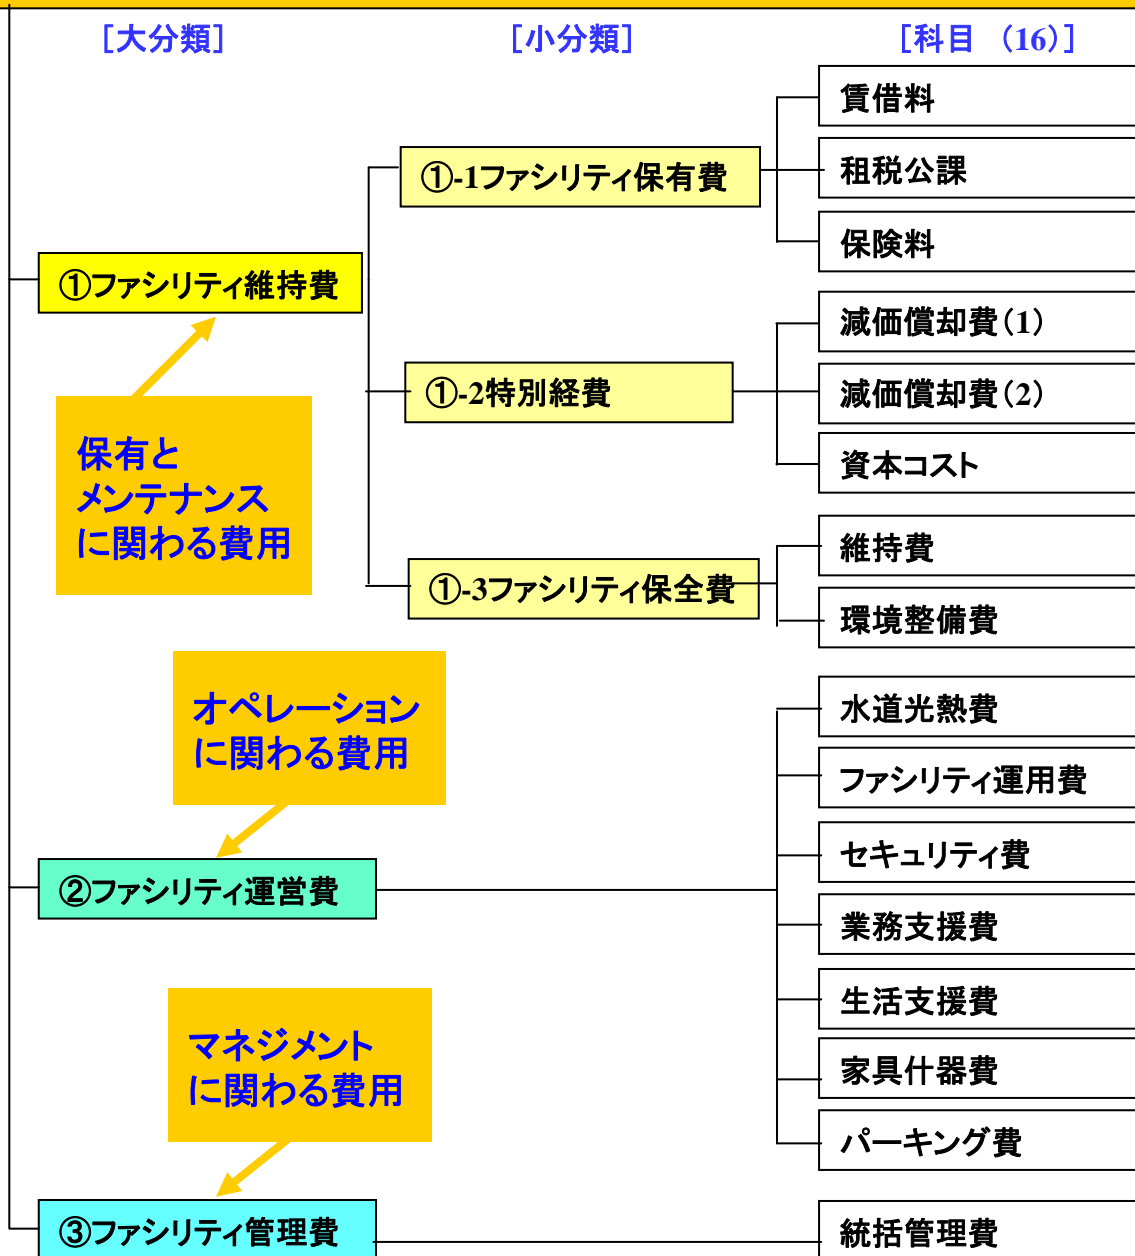 [大分類]
[小分類]
[科目 (16)]
賃借料
租税公課
保険料
①-1ファシリティ保有費
①ファシリティ維持費
減価償却費(1)
減価償却費(2)
資本コスト
①-2特別経費
保有と
メンテナンス
に関わる費用
維持費
環境整備費
①-3ファシリティ保全費
オペレーション
に関わる費用
水道光熱費
ファシリティ運用費
セキュリティ費
②ファシリティ運営費
業務支援費
生活支援費
家具什器費
パーキング費
マネジメント
に関わる費用
③ファシリティ管理費
統括管理費